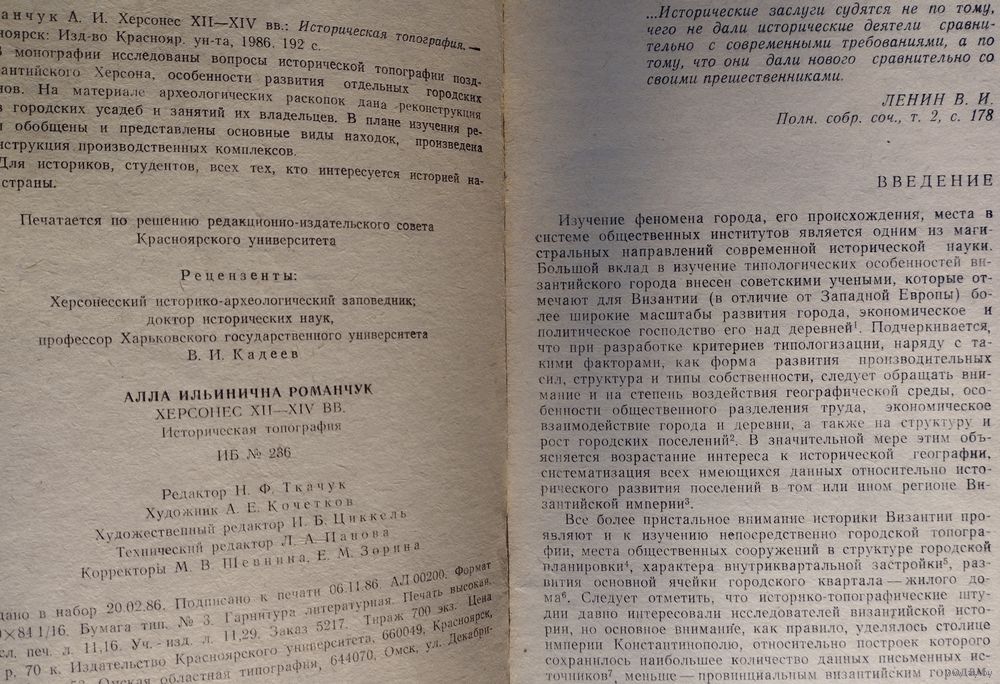 анчук А. И. Херсонес XII—XIV вв.: Историческая топография.—
ноярск: Изд-во Краснояр. ун-та, 1986. 192 с.
В монографии исследованы вопросы исторической топографии позд-
антийского Херсона, особенности развития отдельных городских
нов. На материале археологических раскопок дана реконструкция
городских усадеб и занятий их владельцев. В плане изучения ре-
обобщены и представлены основные виды находок, произведена
нструкция производственных комплексов.
Для историков, студентов, всех тех, кто интересуется историей на-
страны.
Печатается по решению редакционно-издательского совета
Красноярского университета
Рецензенты:
Херсонесский историко-археологический заповедник;
доктор исторических наук,
профессор Харьковского государственного университета
В. И. Кадеев
АЛЛА ИЛЬИНИЧНА РОМАНЧУК
ХЕРСОНЕС XII—XIV ВВ.
Историческая топография
ИБ № 236
Редактор Н. Ф. Ткачук
Художник А. Е. Кочетков
Художественный редактор И. Б. Циккель
Технический редактор Л. А. Панова
Корректоры М. В. Шевнина, Е. М. Зорина
дано в набор 20.02.86. Подписано к печати 06.11.86. АЛ 00200. Формат
×84 1/16. Бумага тип. № 3. Гарнитура литературная. Печать высокая.
сл. печ. л. 11,16. Уч.-изд. л. 11,29. Заказ 5217. Тираж 700 экз. Цена
р. 70 к. Издательство Красноярского университета, 660049, Красноярск,
Омская областная типография, 644070, Омск, ул. Декабри-
...Исторические заслуги судятся не по тому,
чего не дали исторические деятели сравни-
тельно с современными требованиями, а по
тому, что они дали нового сравнительно со
своими прешественниками.
ЛЕНИН В. И.
Полн. собр. соч., т. 2, с. 178
ВВЕДЕНИЕ
Изучение феномена города, его происхождения, места в
системе общественных институтов является одним из маги-
стральных направлений современной исторической науки.
Большой вклад в изучение типологических особенностей ви-
зантийского города внесен советскими учеными, которые от-
мечают для Византии (в отличие от Западной Европы) бо-
лее широкие масштабы развития города, экономическое и
политическое господство его над деревней¹. Подчеркивается,
что при разработке критериев типологизации, наряду с та-
кими факторами, как форма развития производительных
сил, структура и типы собственности, следует обращать вни-
мание и на степень воздействия географической среды, осо-
бенности общественного разделения труда, экономическое
взаимодействие города и деревни, а также на структуру и
рост городских поселений². В значительной мере этим объ-
ясняется возрастание интереса к исторической географии,
систематизация всех имеющихся данных относительно исто-
рического развития поселений в том или ином регионе Ви-
зантийской империи³.
Все более пристальное внимание историки Византии про-
являют и к изучению непосредственно городской топогра-
фии, места общественных сооружений в структуре городской
планировки⁴, характера внутриквартальной застройки⁵, раз-
вития основной ячейки городского квартала — жилого до-
ма⁶. Следует отметить, что историко-топографические шту-
дии давно интересовали исследователей византийской исто-
рии, но основное внимание, как правило, уделялось столице
империи Константинополю, относительно построек которого
сохранилось наибольшее количество данных письменных ис-
точников⁷, меньше — провинциальным византийским городам.